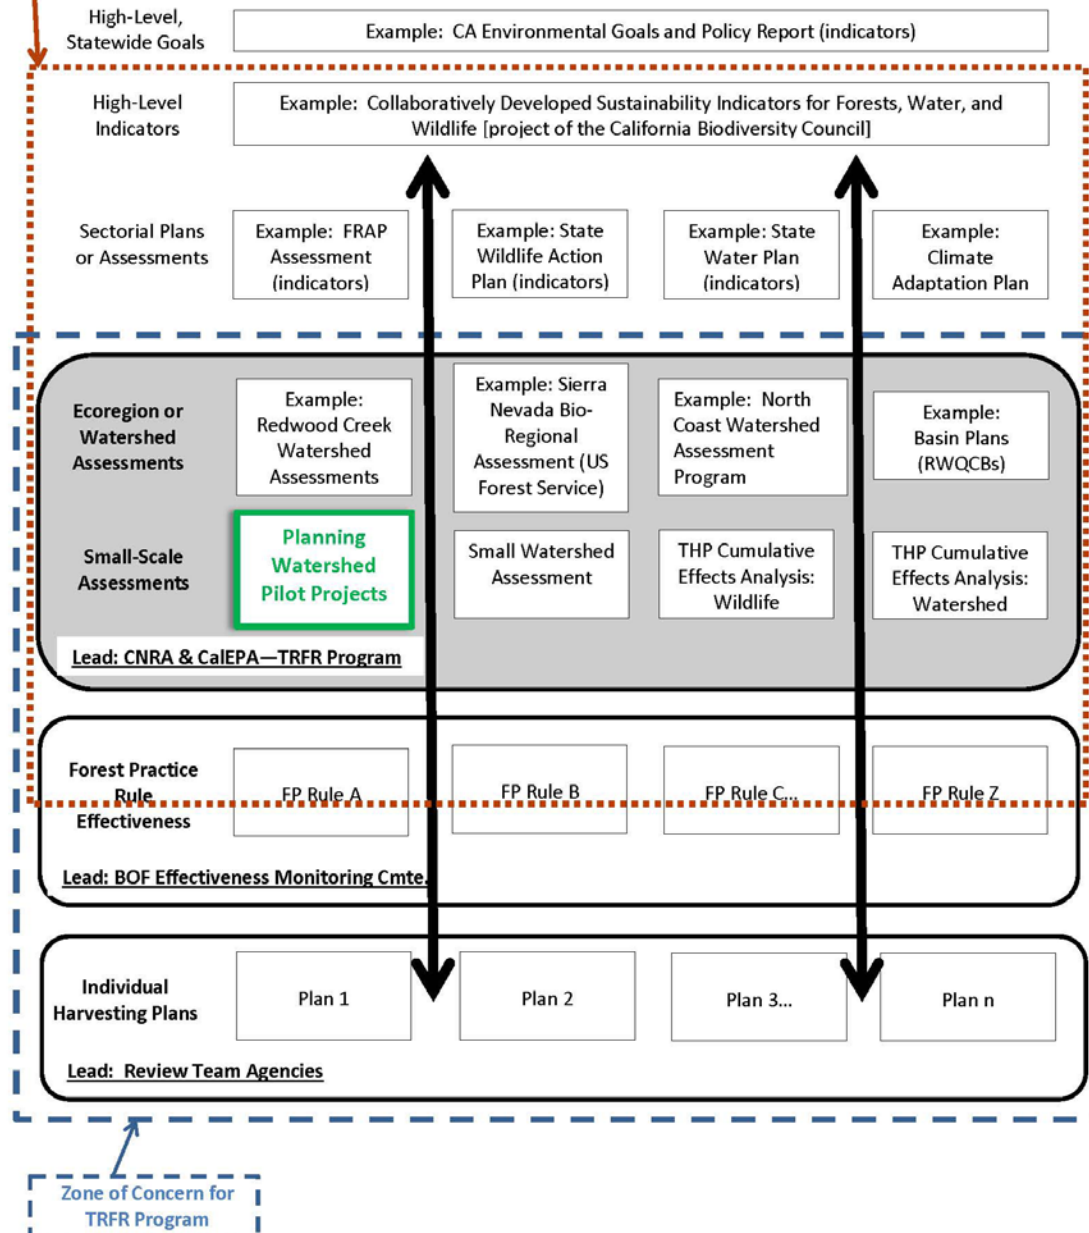 High-Level,
Statewide Goals
Example:  CA Environmental Goals and Policy Report (indicators)
High-Level
Indicators
Example:  Collaboratively Developed Sustainability Indicators for Forests, Water, and
Wildlife [project of the California Biodiversity Council]
Sectorial Plans
or Assessments
Example:  FRAP
Assessment
(indicators)
Example: State
Wildlife Action
Plan (indicators)
Example: State
Water Plan
(indicators)
Example:
Climate
Adaptation Plan
Ecoregion or
Watershed
Assessments
Example:
Redwood Creek
Watershed
Assessments
Example: Sierra
Nevada Bio-
Regional
Assessment (US
Forest Service)
Example:  North
Coast Watershed
Assessment
Program
Example:
Basin Plans
(RWQCBs)
Small-Scale
Assessments
Planning
Watershed
Pilot Projects
Small Watershed
Assessment
THP Cumulative
Effects Analysis:
Wildlife
THP Cumulative
Effects Analysis:
Watershed
Lead: CNRA & CalEPA—TRFR Program
Forest Practice
Rule
Effectiveness
FP Rule A
FP Rule B
FP Rule C...
FP Rule Z
Lead: BOF Effectiveness Monitoring Cmte.
Individual
Harvesting Plans
Plan 1
Plan 2
Plan 3...
Plan n
Lead:  Review Team Agencies
Zone of Concern for
TRFR Program